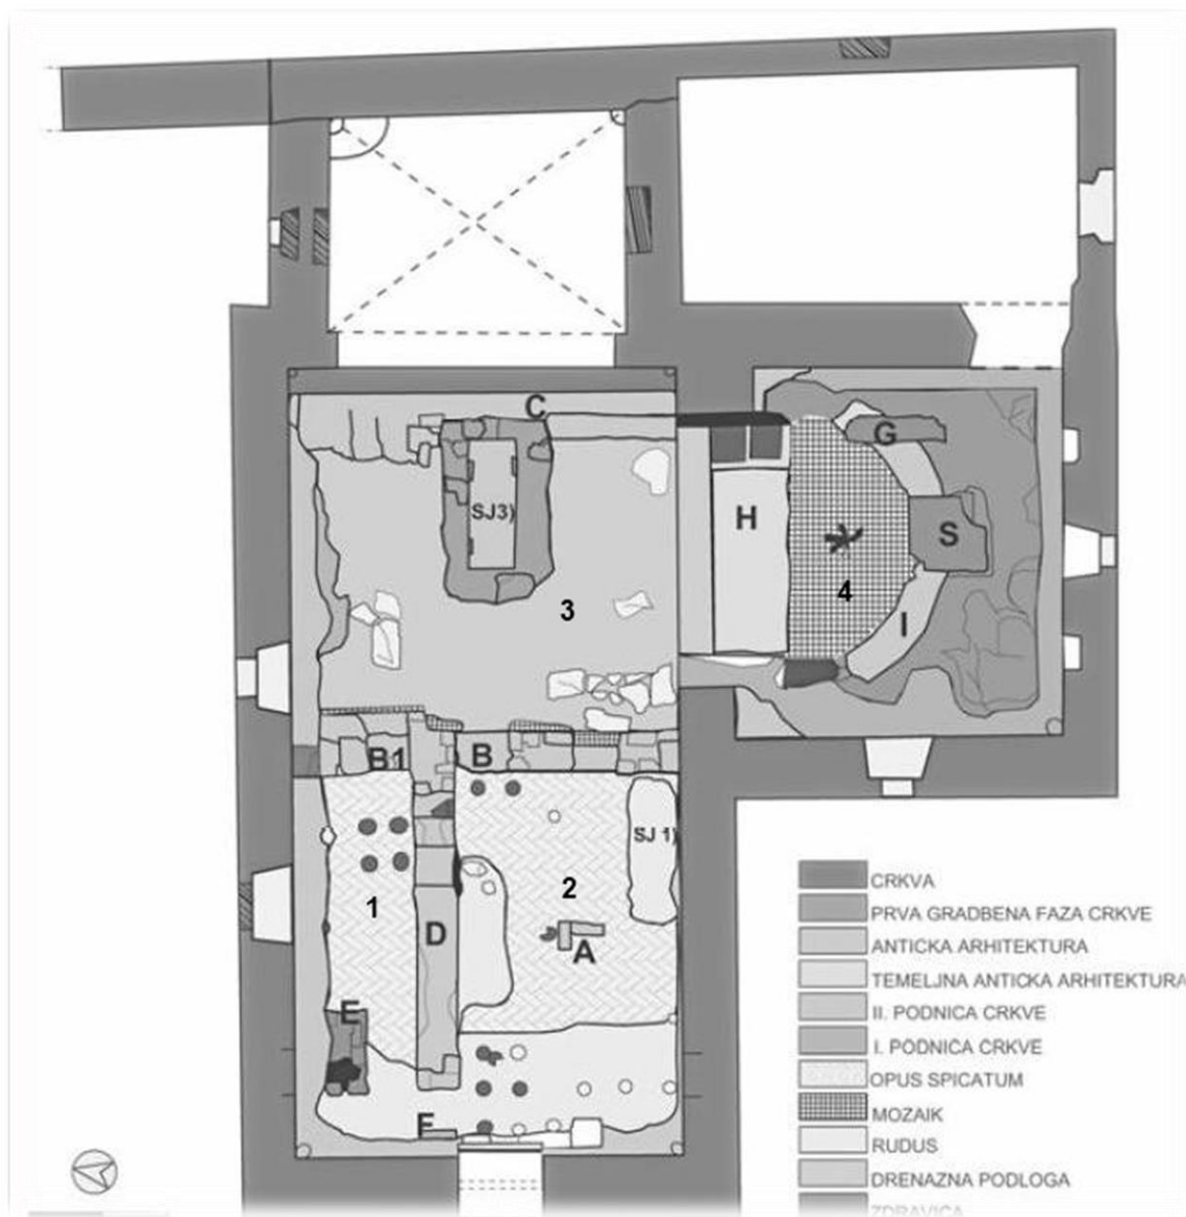 C
G
SJ3)
H
S
4
3
I
B1
B
SJ 1)
2
1
D
A
E
F
CRKVA
PRVA GRADBENA FAZA CRKVE
ANTICKA ARHITEKTURA
TEMELJNA ANTICKA ARHITEKTURA
II. PODNICA CRKVE
I. PODNICA CRKVE
OPUS SPICATUM
MOZAIK
RUDUS
DRENAZNA PODLOGA
ZDRAVICA